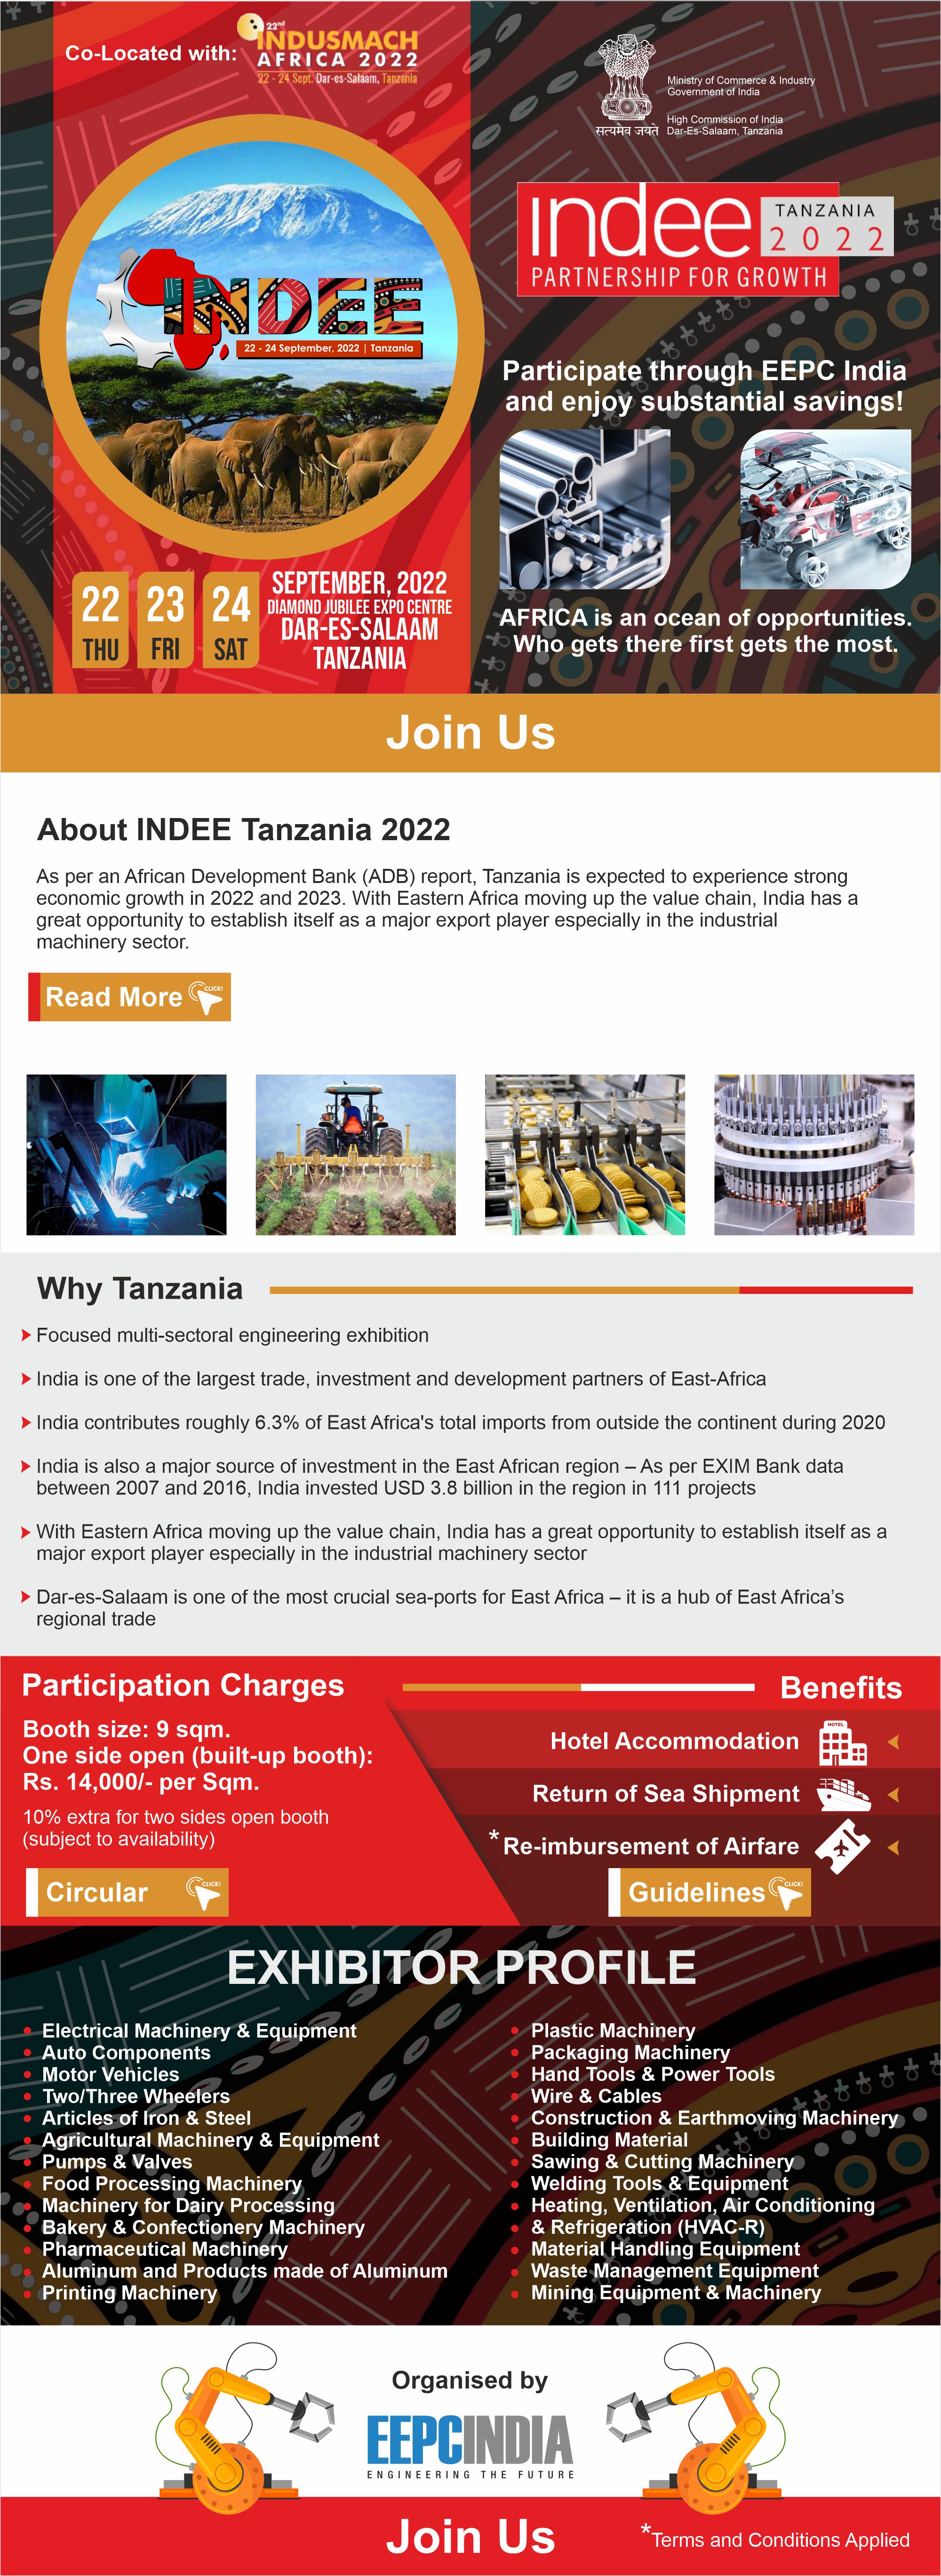 Co-Located with:
22nd
INDUSMACH
AFRICA 2022
22 - 24 Sept. Dar-es-Salaam, Tanzania
सत्यमेव जयते
Ministry of Commerce & Industry
Government of India
High Commission of India
Dar-Es-Salaam, Tanzania
INDEE
22 - 24 September, 2022 | Tanzania
indee
TANZANIA
2022
PARTNERSHIP FOR GROWTH
Participate through EEPC India
and enjoy substantial savings!
22
THU
23
FRI
24
SAT
SEPTEMBER, 2022
DIAMOND JUBILEE EXPO CENTRE
DAR-ES-SALAAM
TANZANIA
AFRICA is an ocean of opportunities.
Who gets there first gets the most.
Join Us
About INDEE Tanzania 2022
As per an African Development Bank (ADB) report, Tanzania is expected to experience strong
economic growth in 2022 and 2023. With Eastern Africa moving up the value chain, India has a
great opportunity to establish itself as a major export player especially in the industrial
machinery sector.
Read More
CLICK!
Why Tanzania
Focused multi-sectoral engineering exhibition
India is one of the largest trade, investment and development partners of East-Africa
India contributes roughly 6.3% of East Africa's total imports from outside the continent during 2020
India is also a major source of investment in the East African region – As per EXIM Bank data
between 2007 and 2016, India invested USD 3.8 billion in the region in 111 projects
With Eastern Africa moving up the value chain, India has a great opportunity to establish itself as a
major export player especially in the industrial machinery sector
Dar-es-Salaam is one of the most crucial sea-ports for East Africa – it is a hub of East Africa’s
regional trade
Participation Charges
Booth size: 9 sqm.
One side open (built-up booth):
Rs. 14,000/- per Sqm.
10% extra for two sides open booth
(subject to availability)
Circular
CLICK!
Benefits
Hotel Accommodation
HOTEL
Return of Sea Shipment
*Re-imbursement of Airfare
Guidelines
CLICK!
EXHIBITOR PROFILE
• Electrical Machinery & Equipment
• Auto Components
• Motor Vehicles
• Two/Three Wheelers
• Articles of Iron & Steel
• Agricultural Machinery & Equipment
• Pumps & Valves
• Food Processing Machinery
• Machinery for Dairy Processing
• Bakery & Confectionery Machinery
• Pharmaceutical Machinery
• Aluminum and Products made of Aluminum
• Printing Machinery
• Plastic Machinery
• Packaging Machinery
• Hand Tools & Power Tools
• Wire & Cables
• Construction & Earthmoving Machinery
• Building Material
• Sawing & Cutting Machinery
• Welding Tools & Equipment
• Heating, Ventilation, Air Conditioning
• & Refrigeration (HVAC-R)
• Material Handling Equipment
• Waste Management Equipment
• Mining Equipment & Machinery
Organised by
EEPCINDIA
ENGINEERING THE FUTURE
Join Us
*Terms and Conditions Applied